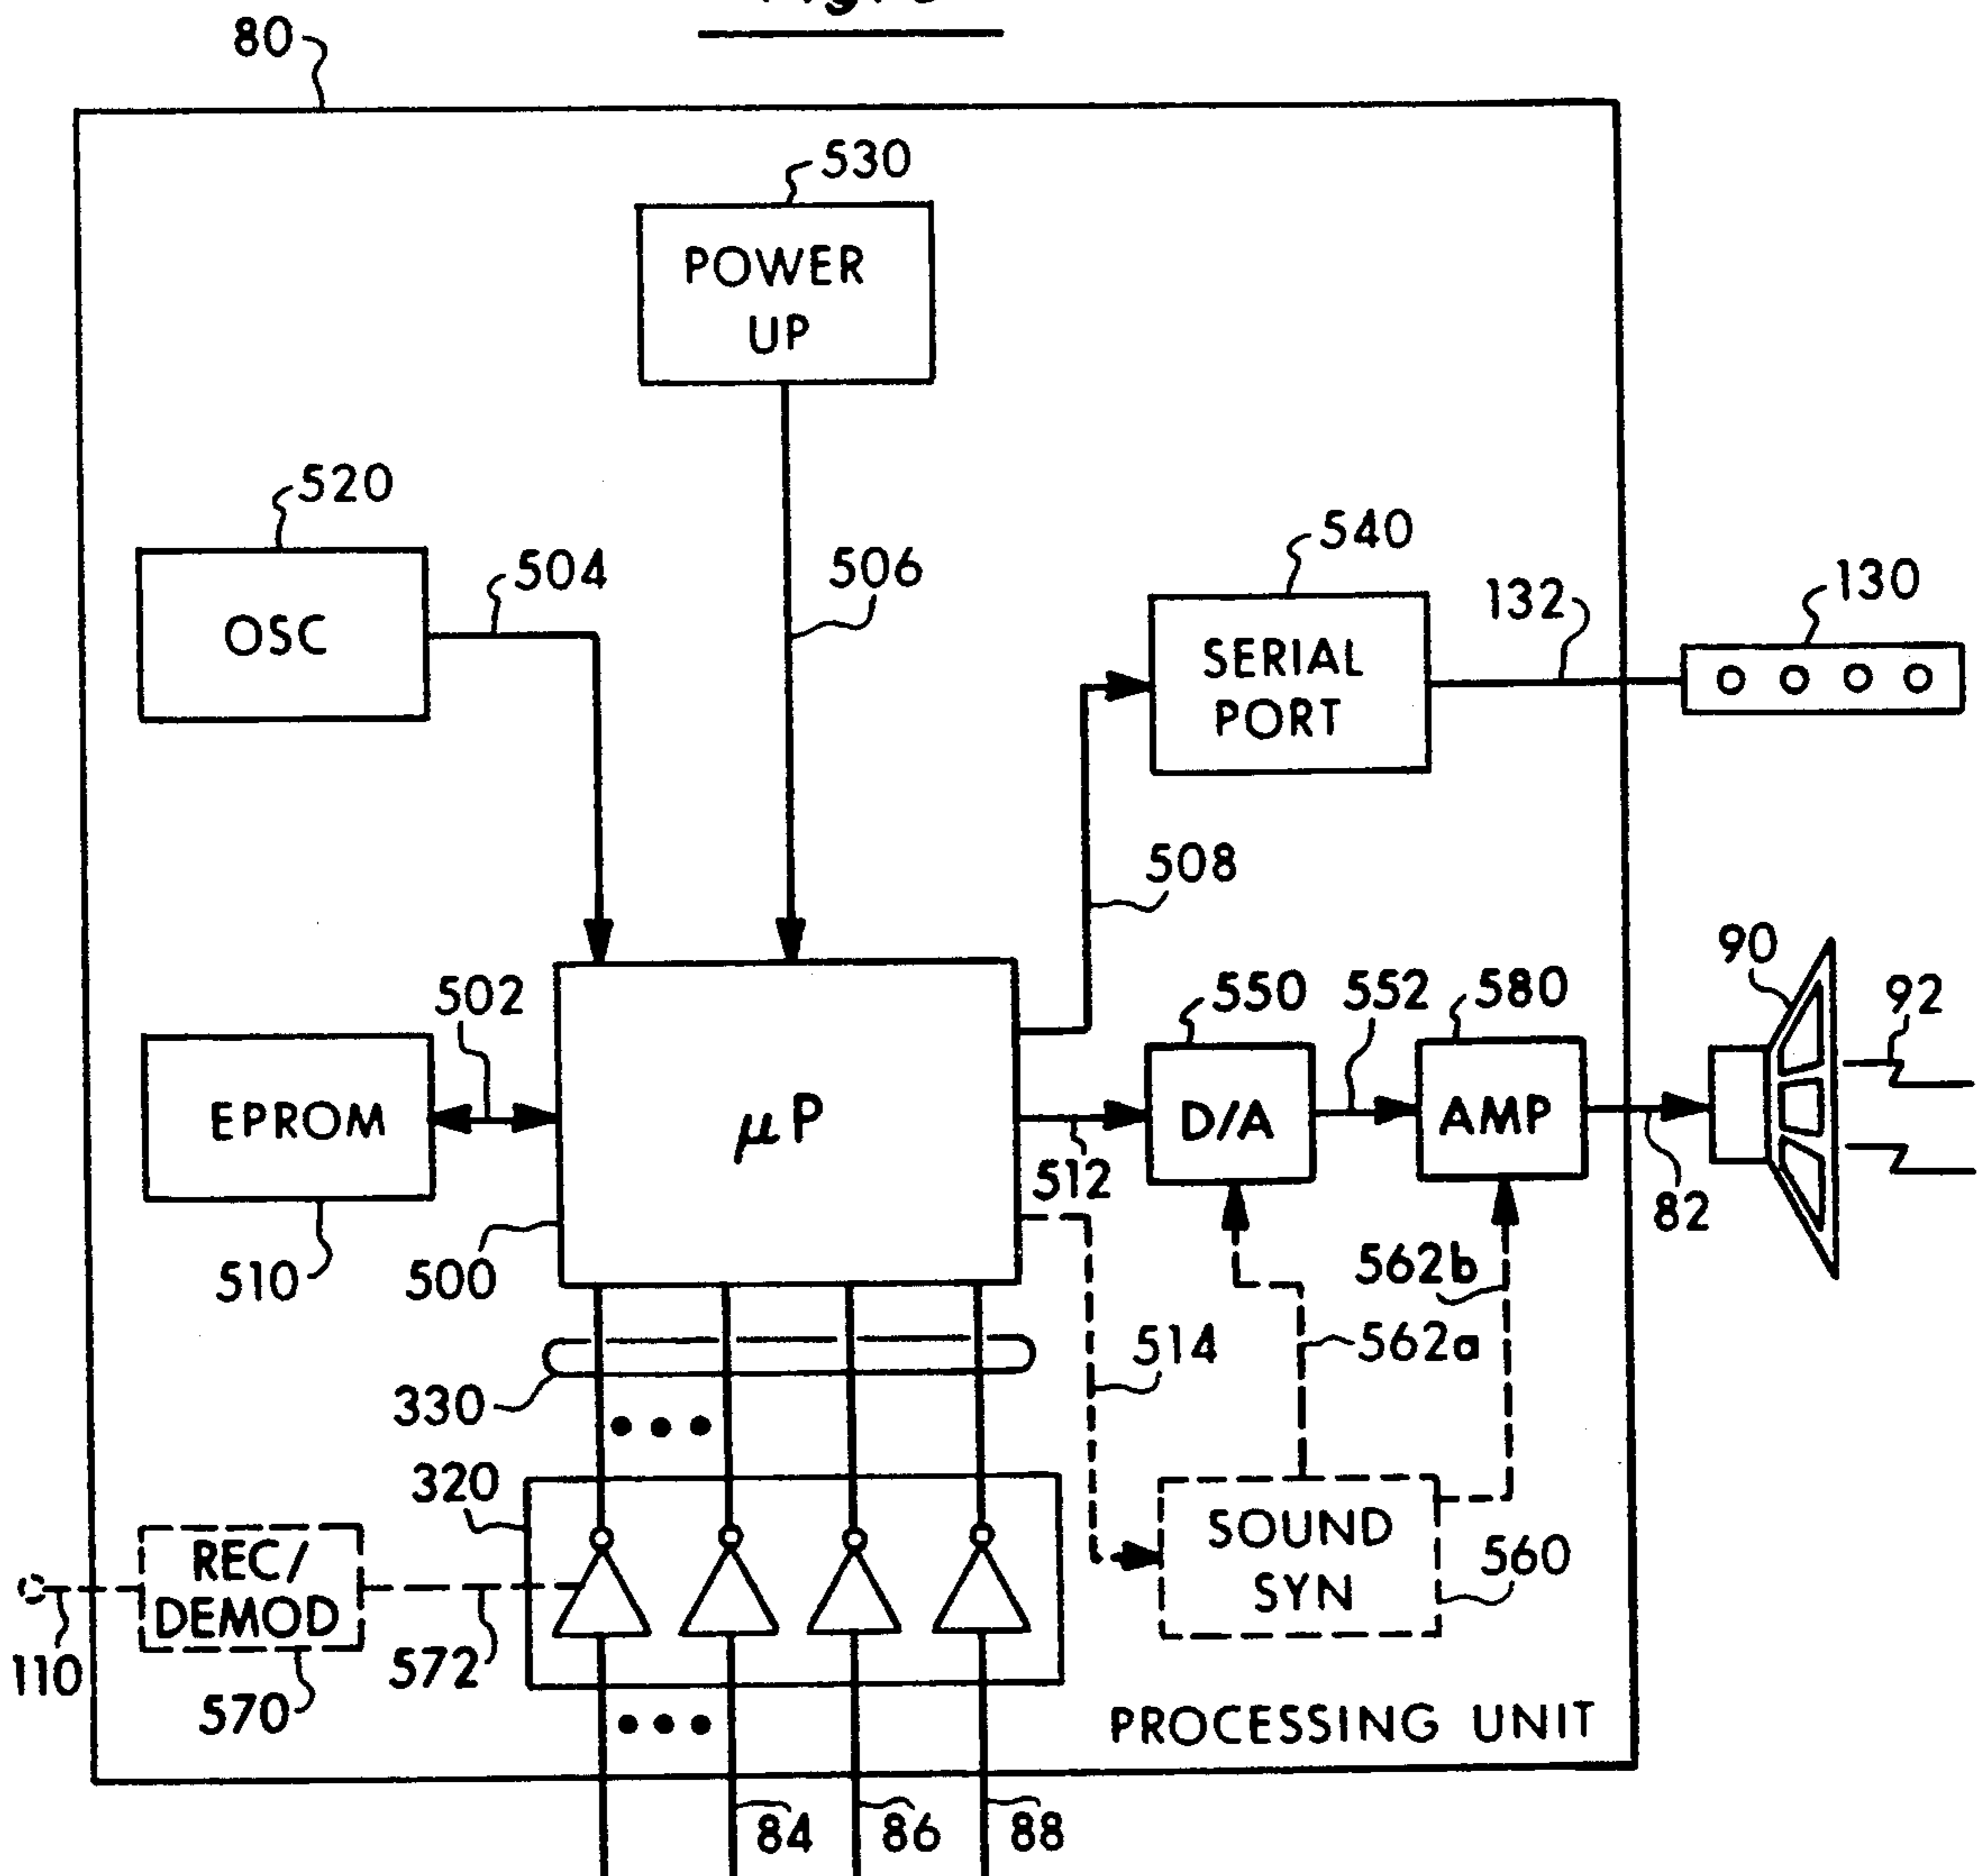 80
530
POWER
UP
520
504
506
540
132
130
OSC
SERIAL
PORT
508
90
92
502
550
552
580
EPROM
µP
D/A
AMP
512
82
510
500
562b
514
562a
330
320
REC/
DEMOD
SOUND
SYN
560
110
572
570
PROCESSING UNIT
84
86
88